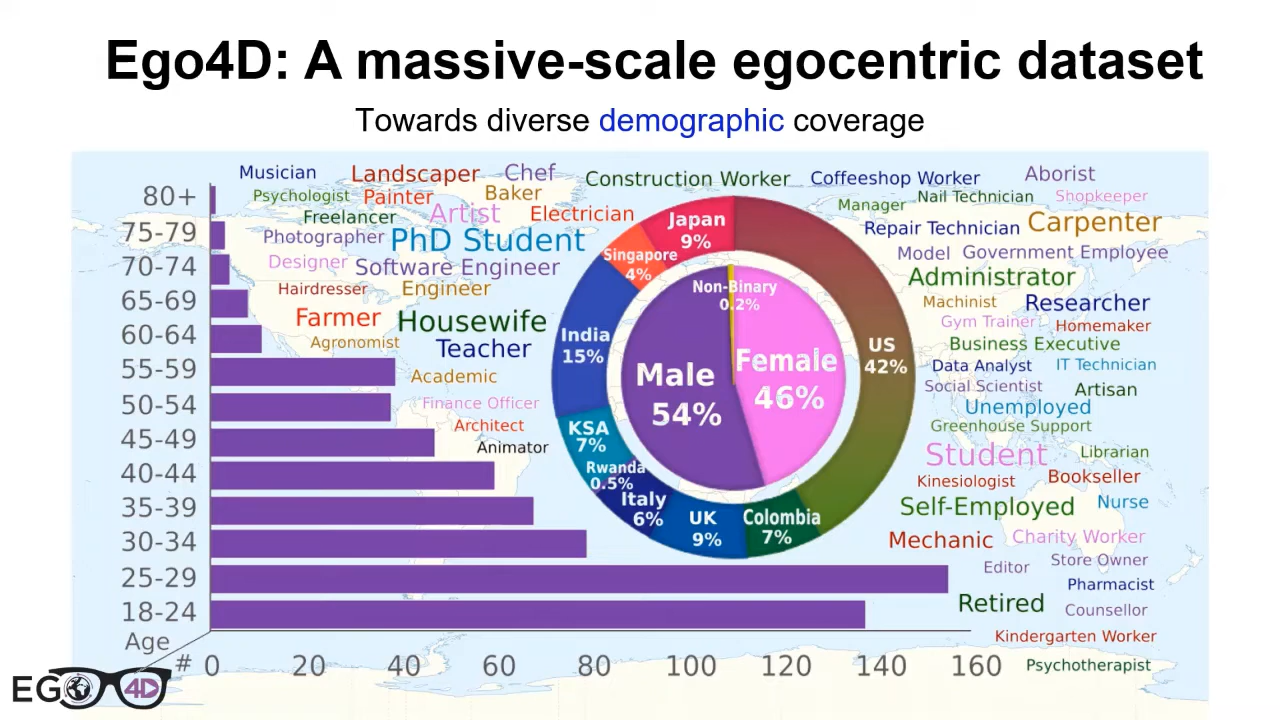 Ego4D: A massive-scale egocentric dataset
Towards diverse demographic coverage
80+
75-79
70-74
65-69
60-64
55-59
50-54
45-49
40-44
35-39
30-34
25-29
18-24
Age
#
0 20 40 60 80 100 120 140 160
Musician
Landscaper
Chef
Psychologist
Painter
Baker
Freelancer
Artist
Electrician
Photographer
PhD Student
Designer
Software Engineer
Hairdresser
Engineer
Farmer
Housewife
Agronomist
Teacher
Academic
Finance Officer
Architect
Animator
Construction Worker
Coffeeshop Worker
Aborist
Manager
Nail Technician
Shopkeeper
Repair Technician
Carpenter
Model
Government Employee
Administrator
Machinist
Researcher
Gym Trainer
Homemaker
Business Executive
Data Analyst
IT Technician
Social Scientist
Artisan
Unemployed
Greenhouse Support
Student
Librarian
Kinesiologist
Bookseller
Self-Employed
Nurse
Mechanic
Charity Worker
Editor
Store Owner
Pharmacist
Retired
Counsellor
Kindergarten Worker
Psychotherapist
Japan
9%
Singapore
4%
India
15%
KSA
7%
Rwanda
0.5%
Italy
6%
UK
9%
Colombia
7%
US
42%
Non-Binary
0.2%
Male
54%
Female
46%
EGO 4D